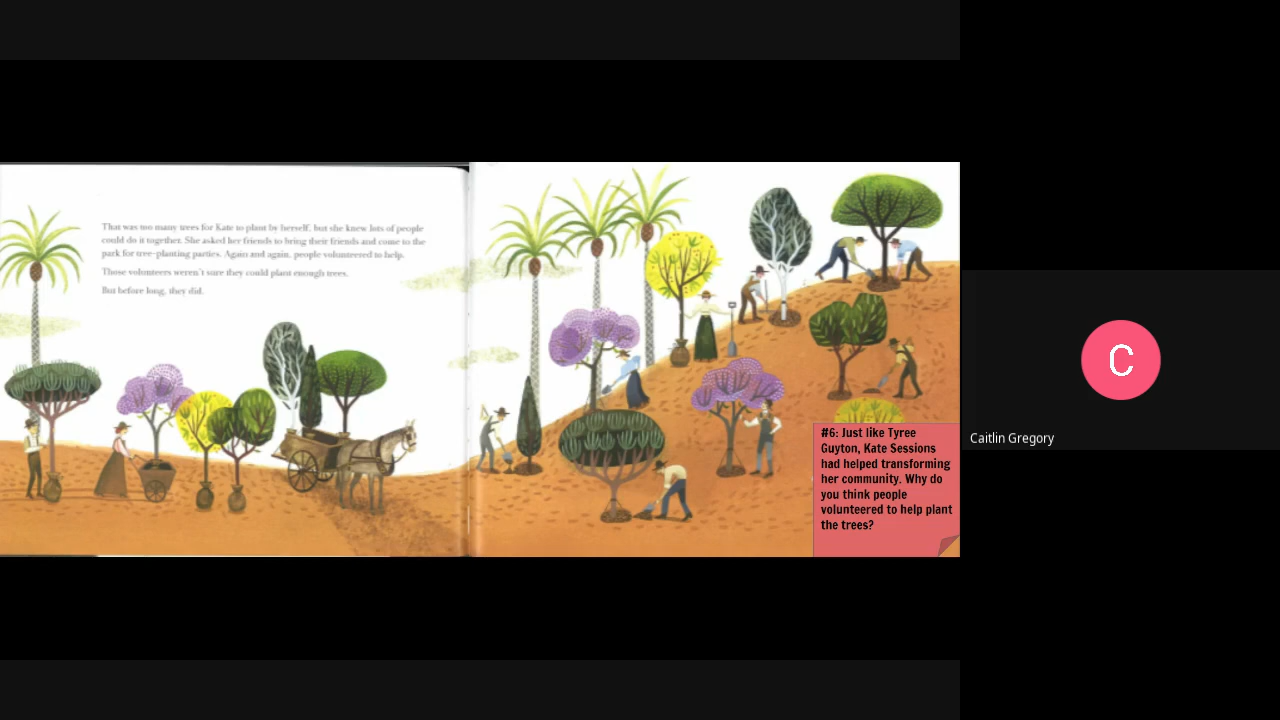 That was too many trees for Kate to plant by herself, but she knew lots of people
could do it together. She asked her friends to bring their friends and come to the
park for tree-planting parties. Again and again, people volunteered to help.
Those volunteers weren't sure they could plant enough trees.
But before long, they did.
#6: Just like Tyree
Guyton, Kate Sessions
had helped transforming
her community. Why do
you think people
volunteered to help plant
the trees?
C
Caitlin Gregory